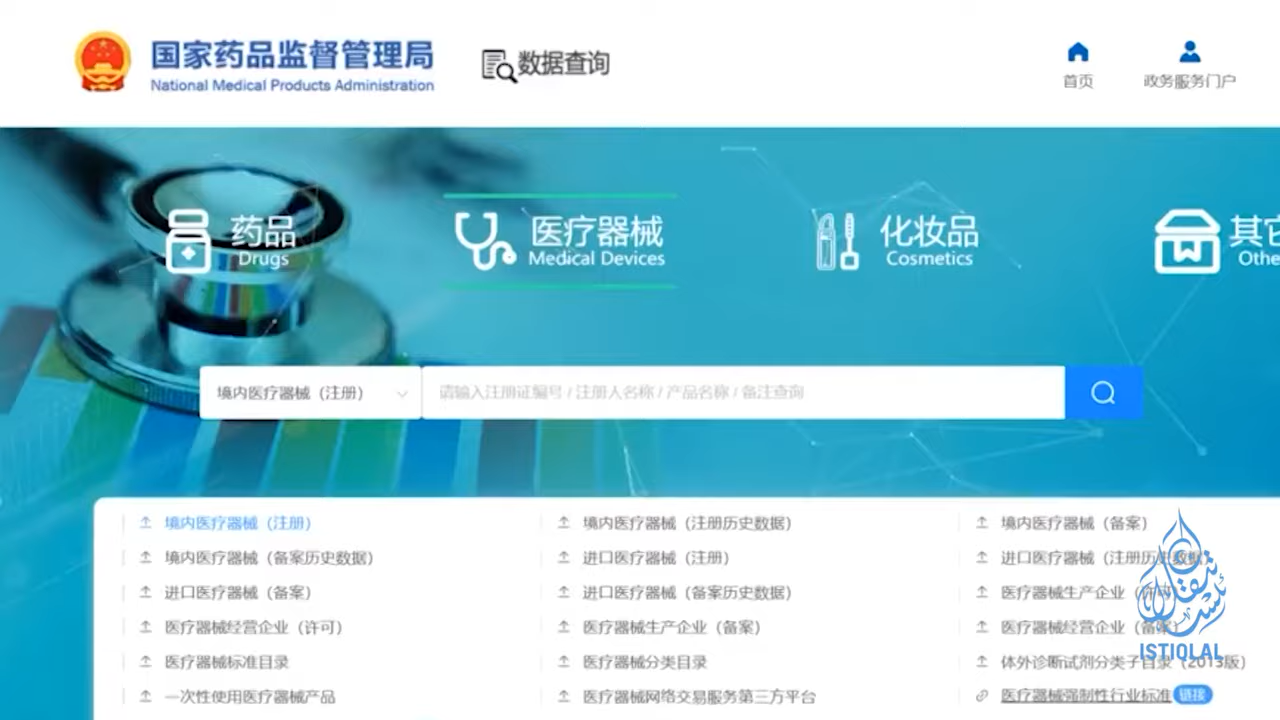 国家药品监督管理局
National Medical Products Administration
数据查询
首页
政务服务门户
药品
Drugs
医疗器械
Medical Devices
化妆品
Cosmetics
其它
Othe
境内医疗器械（注册）
请输入注册证编号 / 注册人名称 / 产品名称 / 备注查询
境内医疗器械（注册）
境内医疗器械（注册历史数据）
境内医疗器械（备案）
境内医疗器械（备案历史数据）
进口医疗器械（注册）
进口医疗器械（注册历史数据）
进口医疗器械（备案）
进口医疗器械（备案历史数据）
医疗器械生产企业（许可）
医疗器械经营企业（许可）
医疗器械生产企业（备案）
医疗器械经营企业（备案）
医疗器械标准目录
医疗器械分类目录
体外诊断试剂分类子目录（2013版）
一次性使用医疗器械产品
医疗器械网络交易服务第三方平台
医疗器械强制性行业标准 链接
استقلال
ISTIQLAL